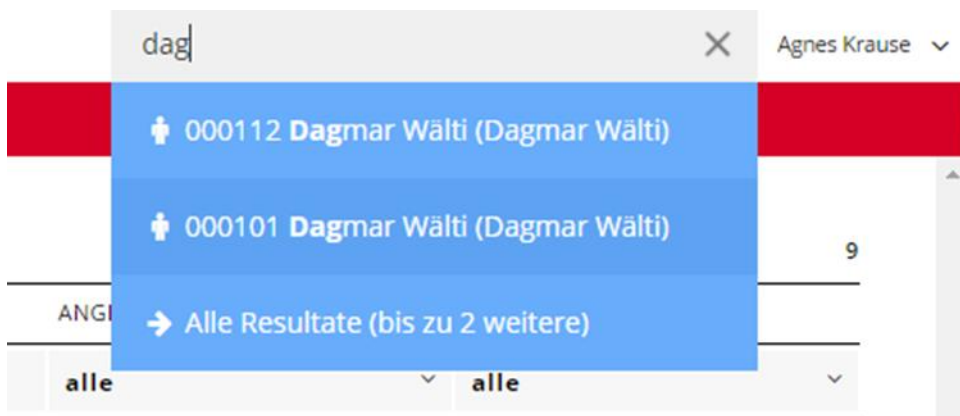 dag
Agnes Krause
000112 Dagmar Wälti (Dagmar Wälti)
000101 Dagmar Wälti (Dagmar Wälti)
9
ANGE
Alle Resultate (bis zu 2 weitere)
alle
alle